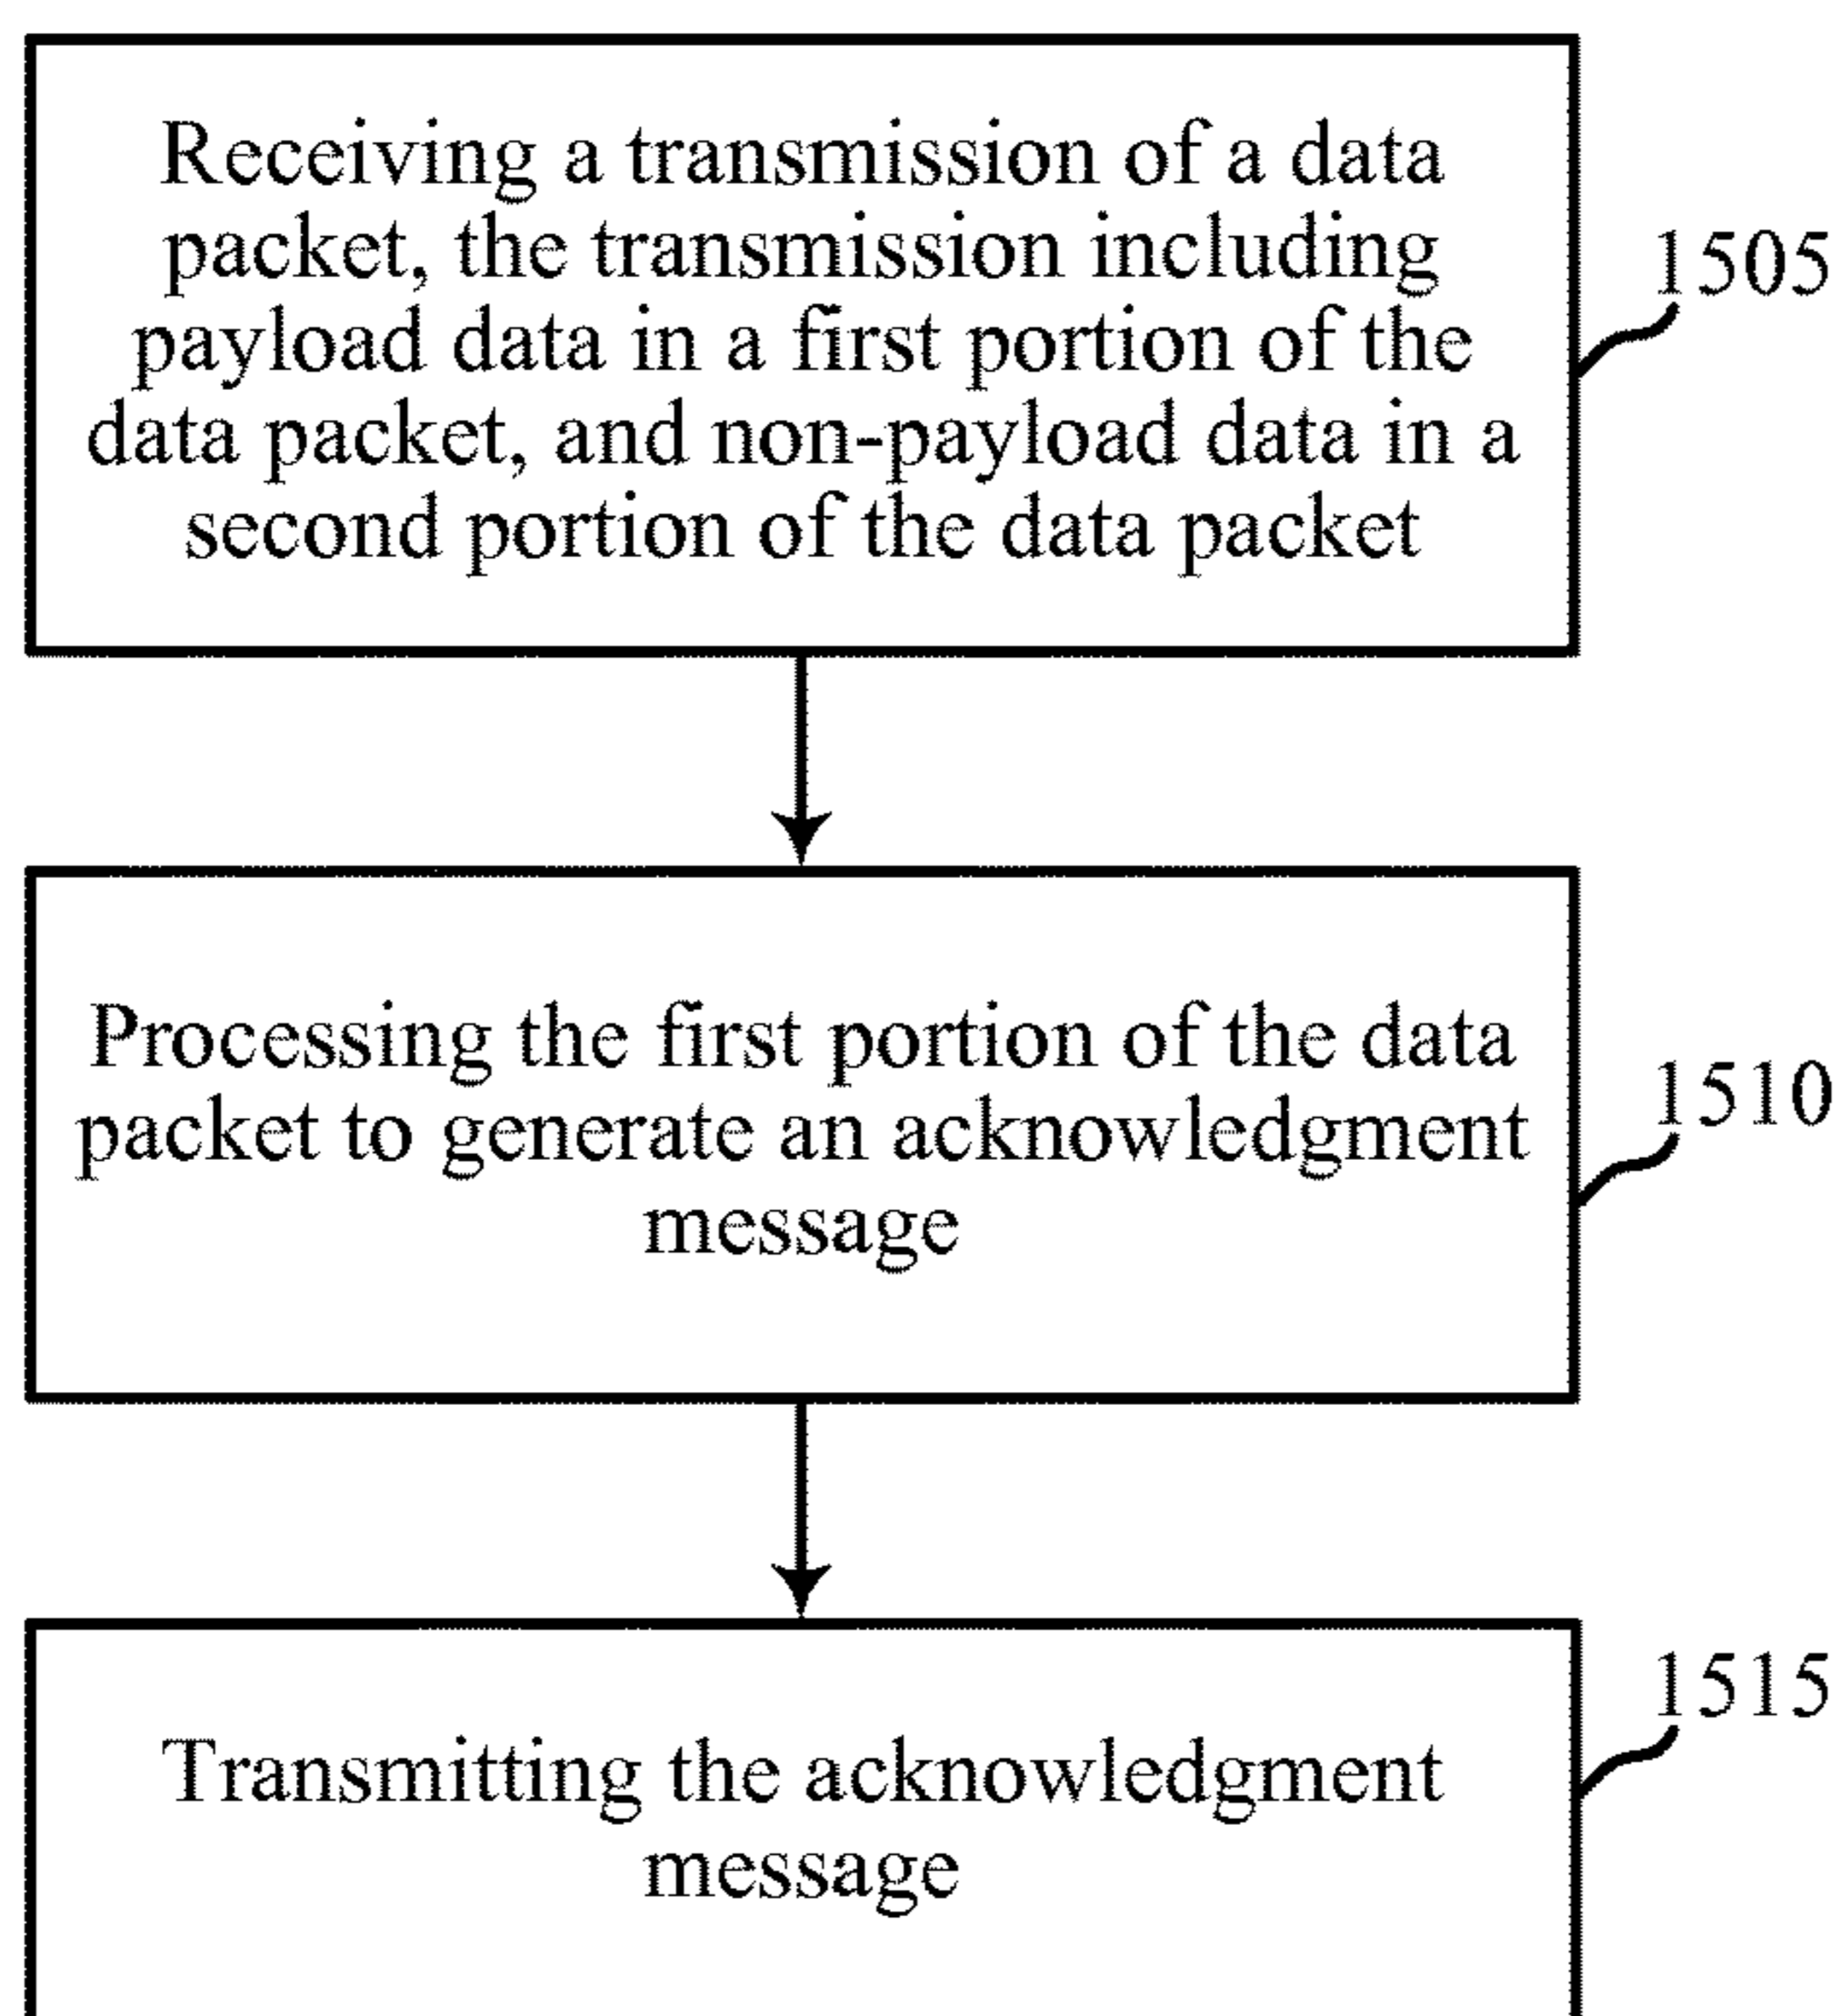 Receiving a transmission of a data
packet, the transmission including
payload data in a first portion of the
data packet, and non-payload data in a
second portion of the data packet
1505
Processing the first portion of the data
packet to generate an acknowledgment
message
1510
Transmitting the acknowledgment
message
1515